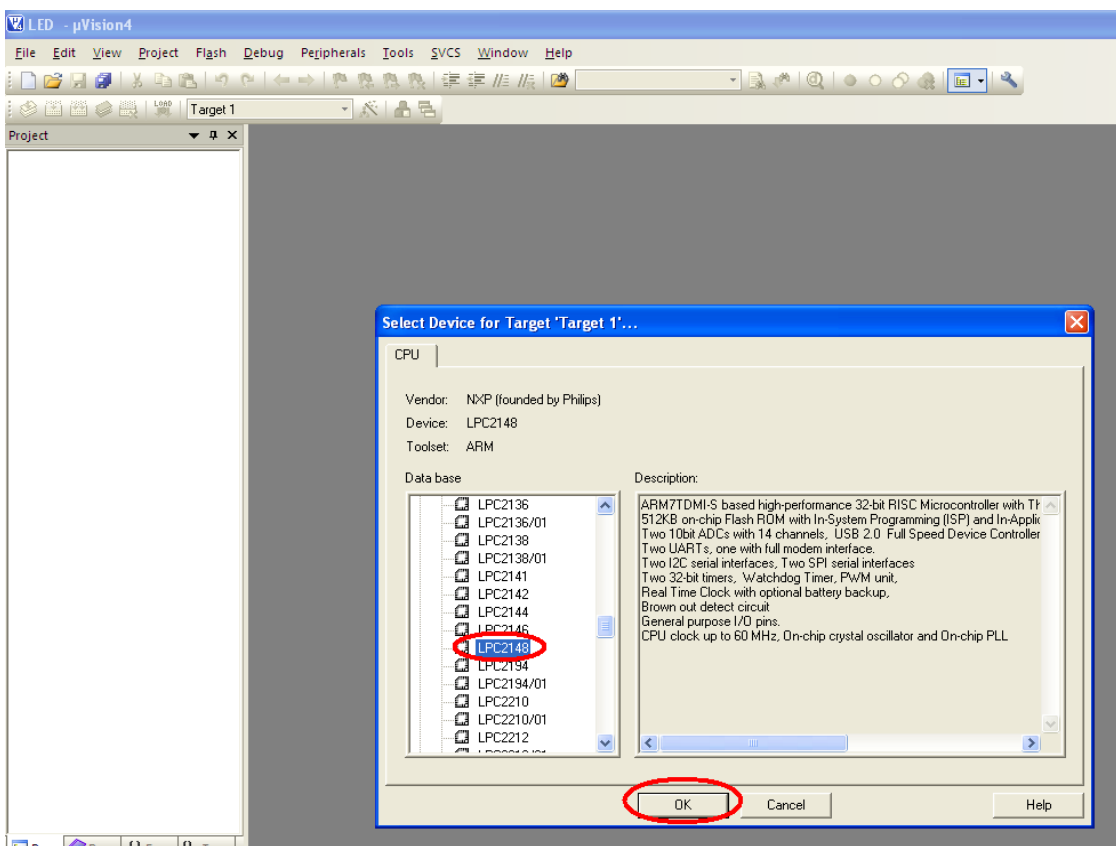 LED - µVision4
File Edit View Project Flash Debug Peripherals Tools SVCS Window Help
LOAD Target 1
Project
Select Device for Target 'Target 1'...
CPU
Vendor: NXP (founded by Philips)
Device: LPC2148
Toolset: ARM
Data base
LPC2136
LPC2136/01
LPC2138
LPC2138/01
LPC2141
LPC2142
LPC2144
LPC2146
LPC2148
LPC2194
LPC2194/01
LPC2210
LPC2210/01
LPC2212
Description:
ARM7TDMI-S based high-performance 32-bit RISC Microcontroller with
512KB on-chip Flash ROM with In-System Programming (ISP) and
Two 10bit ADCs with 14 channels, USB 2.0 Full Speed Device Controller
Two UARTs, one with full modem interface.
Two I2C serial interfaces, Two SPI serial interfaces
Two 32-bit timers, Watchdog Timer, PWM unit,
Real Time Clock with optional battery backup,
Brown out detect circuit
General purpose I/O pins.
CPU clock up to 60 MHz, On-chip crystal oscillator and On-chip PLL
OK Cancel Help